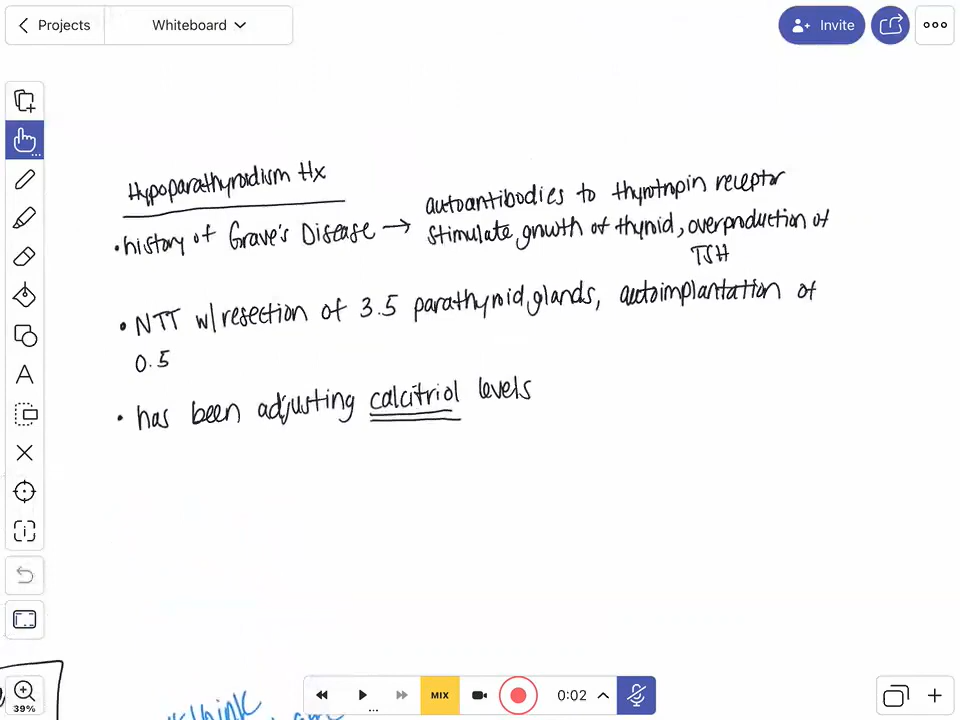 Projects
Whiteboard
Invite
Hypoparathyroidism Hx
• history of Grave's Disease → autoantibodies to thyrotropin receptor
stimulate growth of thyroid, overproduction of
TSH
• NTT w/ resection of 3.5 parathyroid glands, autoimplantation of
0.5
• has been adjusting calcitriol levels
think
39%
MIX
0:02